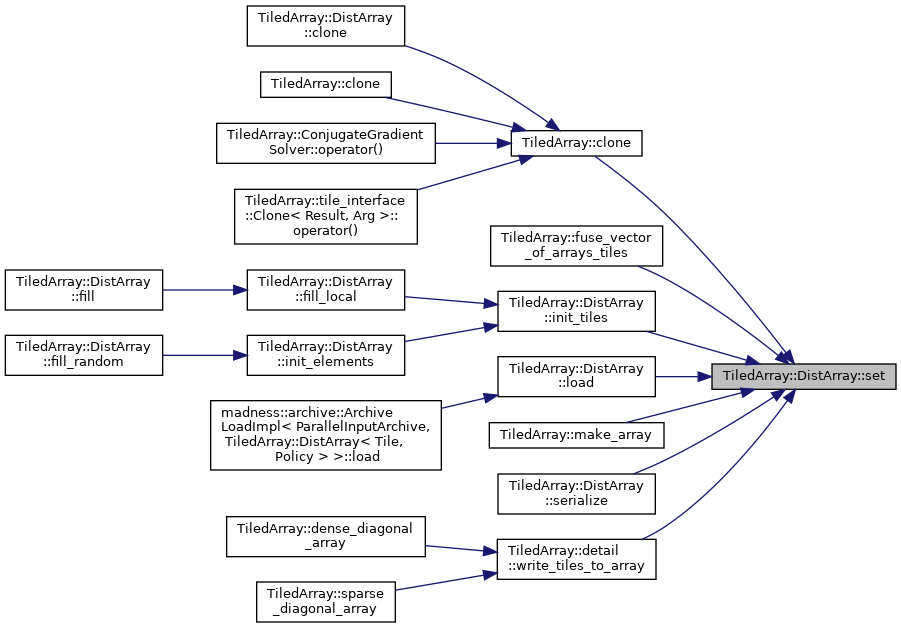 TiledArray::DistArray
::clone
TiledArray::clone
TiledArray::ConjugateGradient
Solver::operator()
TiledArray::tile_interface
::Clone< Result, Arg >::
operator()
TiledArray::clone
TiledArray::fuse_vector
_of_arrays_tiles
TiledArray::DistArray
::fill
TiledArray::DistArray
::fill_local
TiledArray::DistArray
::init_tiles
TiledArray::DistArray
::fill_random
TiledArray::DistArray
::init_elements
TiledArray::DistArray
::load
TiledArray::DistArray::set
madness::archive::Archive
LoadImpl< ParallelInputArchive,
TiledArray::DistArray< Tile,
Policy > >::load
TiledArray::make_array
TiledArray::DistArray
::serialize
TiledArray::dense_diagonal
_array
TiledArray::detail
::write_tiles_to_array
TiledArray::sparse
_diagonal_array